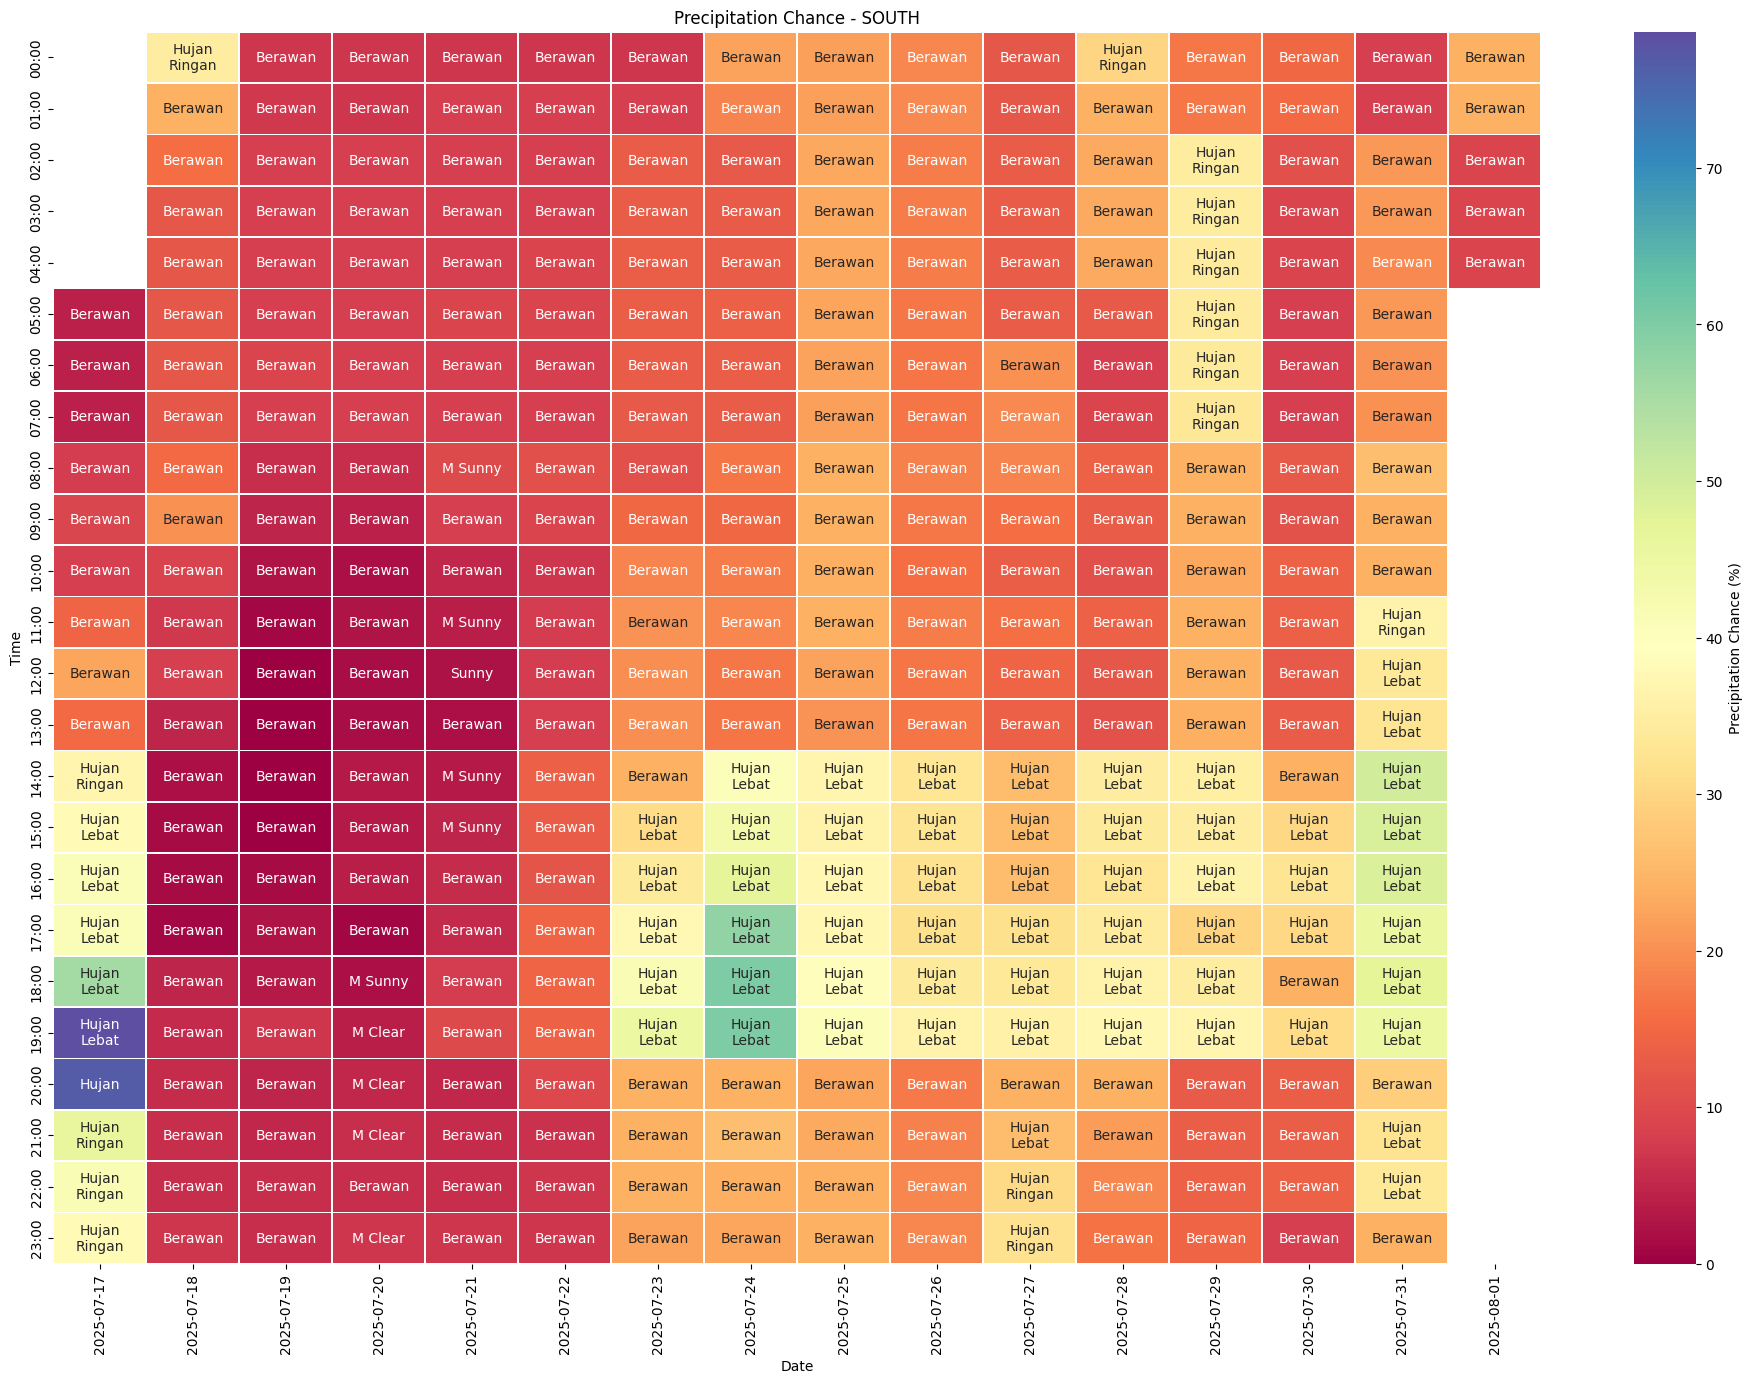 Precipitation Chance - SOUTH
00:00
Hujan
Ringan
Berawan Berawan Berawan Berawan Berawan Berawan Berawan Berawan Berawan
Hujan
Ringan
Berawan Berawan Berawan Berawan
01:00 Berawan Berawan Berawan Berawan Berawan Berawan Berawan Berawan Berawan Berawan Berawan Berawan Berawan Berawan Berawan
02:00 Berawan Berawan Berawan Berawan Berawan Berawan Berawan Berawan Berawan Berawan Berawan
Hujan
Ringan
Berawan Berawan Berawan
03:00 Berawan Berawan Berawan Berawan Berawan Berawan Berawan Berawan Berawan Berawan Berawan
Hujan
Ringan
Berawan Berawan Berawan
04:00 Berawan Berawan Berawan Berawan Berawan Berawan Berawan Berawan Berawan Berawan Berawan
Hujan
Ringan
Berawan Berawan Berawan
05:00 Berawan Berawan Berawan Berawan Berawan Berawan Berawan Berawan Berawan Berawan Berawan Berawan
Hujan
Ringan
Berawan Berawan
06:00 Berawan Berawan Berawan Berawan Berawan Berawan Berawan Berawan Berawan Berawan Berawan Berawan
Hujan
Ringan
Berawan Berawan
07:00 Berawan Berawan Berawan Berawan Berawan Berawan Berawan Berawan Berawan Berawan Berawan Berawan
Hujan
Ringan
Berawan Berawan
08:00 Berawan Berawan Berawan Berawan M Sunny Berawan Berawan Berawan Berawan Berawan Berawan Berawan Berawan Berawan Berawan
09:00 Berawan Berawan Berawan Berawan Berawan Berawan Berawan Berawan Berawan Berawan Berawan Berawan Berawan Berawan Berawan
10:00 Berawan Berawan Berawan Berawan Berawan Berawan Berawan Berawan Berawan Berawan Berawan Berawan Berawan Berawan Berawan
11:00 Berawan Berawan Berawan Berawan M Sunny Berawan Berawan Berawan Berawan Berawan Berawan Berawan Berawan Berawan
Hujan
Ringan
12:00 Berawan Berawan Berawan Berawan Sunny Berawan Berawan Berawan Berawan Berawan Berawan Berawan Berawan Berawan
Hujan
Lebat
13:00 Berawan Berawan Berawan Berawan Berawan Berawan Berawan Berawan Berawan Berawan Berawan Berawan Berawan Berawan
Hujan
Lebat
14:00
Hujan
Ringan
Berawan Berawan Berawan M Sunny Berawan Berawan
Hujan Hujan Hujan Hujan Hujan Hujan
Lebat Lebat Lebat Lebat Lebat Lebat
Berawan
Hujan
Lebat
15:00
Hujan
Lebat
Berawan Berawan Berawan M Sunny Berawan
Hujan Hujan Hujan Hujan Hujan Hujan Hujan Hujan Hujan
Lebat Lebat Lebat Lebat Lebat Lebat Lebat Lebat Lebat
16:00
Hujan
Lebat
Berawan Berawan Berawan Berawan Berawan
Hujan Hujan Hujan Hujan Hujan Hujan Hujan Hujan Hujan
Lebat Lebat Lebat Lebat Lebat Lebat Lebat Lebat Lebat
17:00
Hujan
Lebat
Berawan Berawan Berawan Berawan Berawan
Hujan Hujan Hujan Hujan Hujan Hujan Hujan Hujan Hujan
Lebat Lebat Lebat Lebat Lebat Lebat Lebat Lebat Lebat
18:00
Hujan
Lebat
Berawan Berawan M Sunny Berawan Berawan
Hujan Hujan Hujan Hujan Hujan Hujan Hujan
Lebat Lebat Lebat Lebat Lebat Lebat Lebat
Berawan
Hujan
Lebat
19:00
Hujan
Lebat
Berawan Berawan M Clear Berawan Berawan
Hujan Hujan Hujan Hujan Hujan Hujan Hujan Hujan Hujan
Lebat Lebat Lebat Lebat Lebat Lebat Lebat Lebat Lebat
20:00 Hujan Berawan Berawan M Clear Berawan Berawan Berawan Berawan Berawan Berawan Berawan Berawan Berawan Berawan Berawan
21:00
Hujan
Ringan
Berawan Berawan M Clear Berawan Berawan Berawan Berawan Berawan Berawan
Hujan
Lebat
Berawan Berawan Berawan
Hujan
Lebat
22:00
Hujan
Ringan
Berawan Berawan Berawan Berawan Berawan Berawan Berawan Berawan Berawan
Hujan
Ringan
Berawan Berawan Berawan
Hujan
Lebat
23:00
Hujan
Ringan
Berawan Berawan M Clear Berawan Berawan Berawan Berawan Berawan Berawan
Hujan
Ringan
Berawan Berawan Berawan Berawan
Time
2025-07-17 2025-07-18 2025-07-19 2025-07-20 2025-07-21 2025-07-22 2025-07-23 2025-07-24 2025-07-25 2025-07-26 2025-07-27 2025-07-28 2025-07-29 2025-07-30 2025-07-31 2025-08-01
Date
70
60
50
40
30
20
10
0
Precipitation Chance (%)